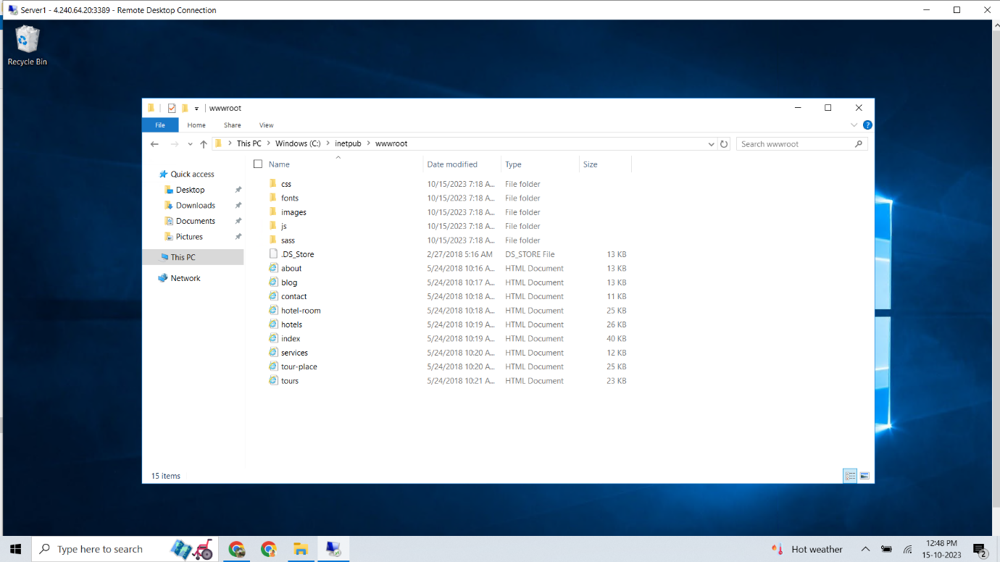 Server1 - 4.240.64.20:3389 - Remote Desktop Connection
Recycle Bin
wwwroot
File Home Share View
This PC Windows (C:) inetpub wwwroot
Search wwwroot
Name Date modified Type Size
Quick access
Desktop
Downloads
Documents
Pictures
This PC
Network
css 10/15/2023 7:18 A... File folder
fonts 10/15/2023 7:18 A... File folder
images 10/15/2023 7:18 A... File folder
js 10/15/2023 7:18 A... File folder
sass 10/15/2023 7:18 A... File folder
.DS_Store 2/27/2018 5:16 AM DS_STORE File 13 KB
about 5/24/2018 10:16 A... HTML Document 13 KB
blog 5/24/2018 10:17 A... HTML Document 13 KB
contact 5/24/2018 10:18 A... HTML Document 11 KB
hotel-room 5/24/2018 10:18 A... HTML Document 25 KB
hotels 5/24/2018 10:19 A... HTML Document 26 KB
index 5/24/2018 10:19 A... HTML Document 40 KB
services 5/24/2018 10:20 A... HTML Document 12 KB
tour-place 5/24/2018 10:20 A... HTML Document 25 KB
tours 5/24/2018 10:21 A... HTML Document 23 KB
15 items
Type here to search
Hot weather
12:48 PM
15-10-2023
2